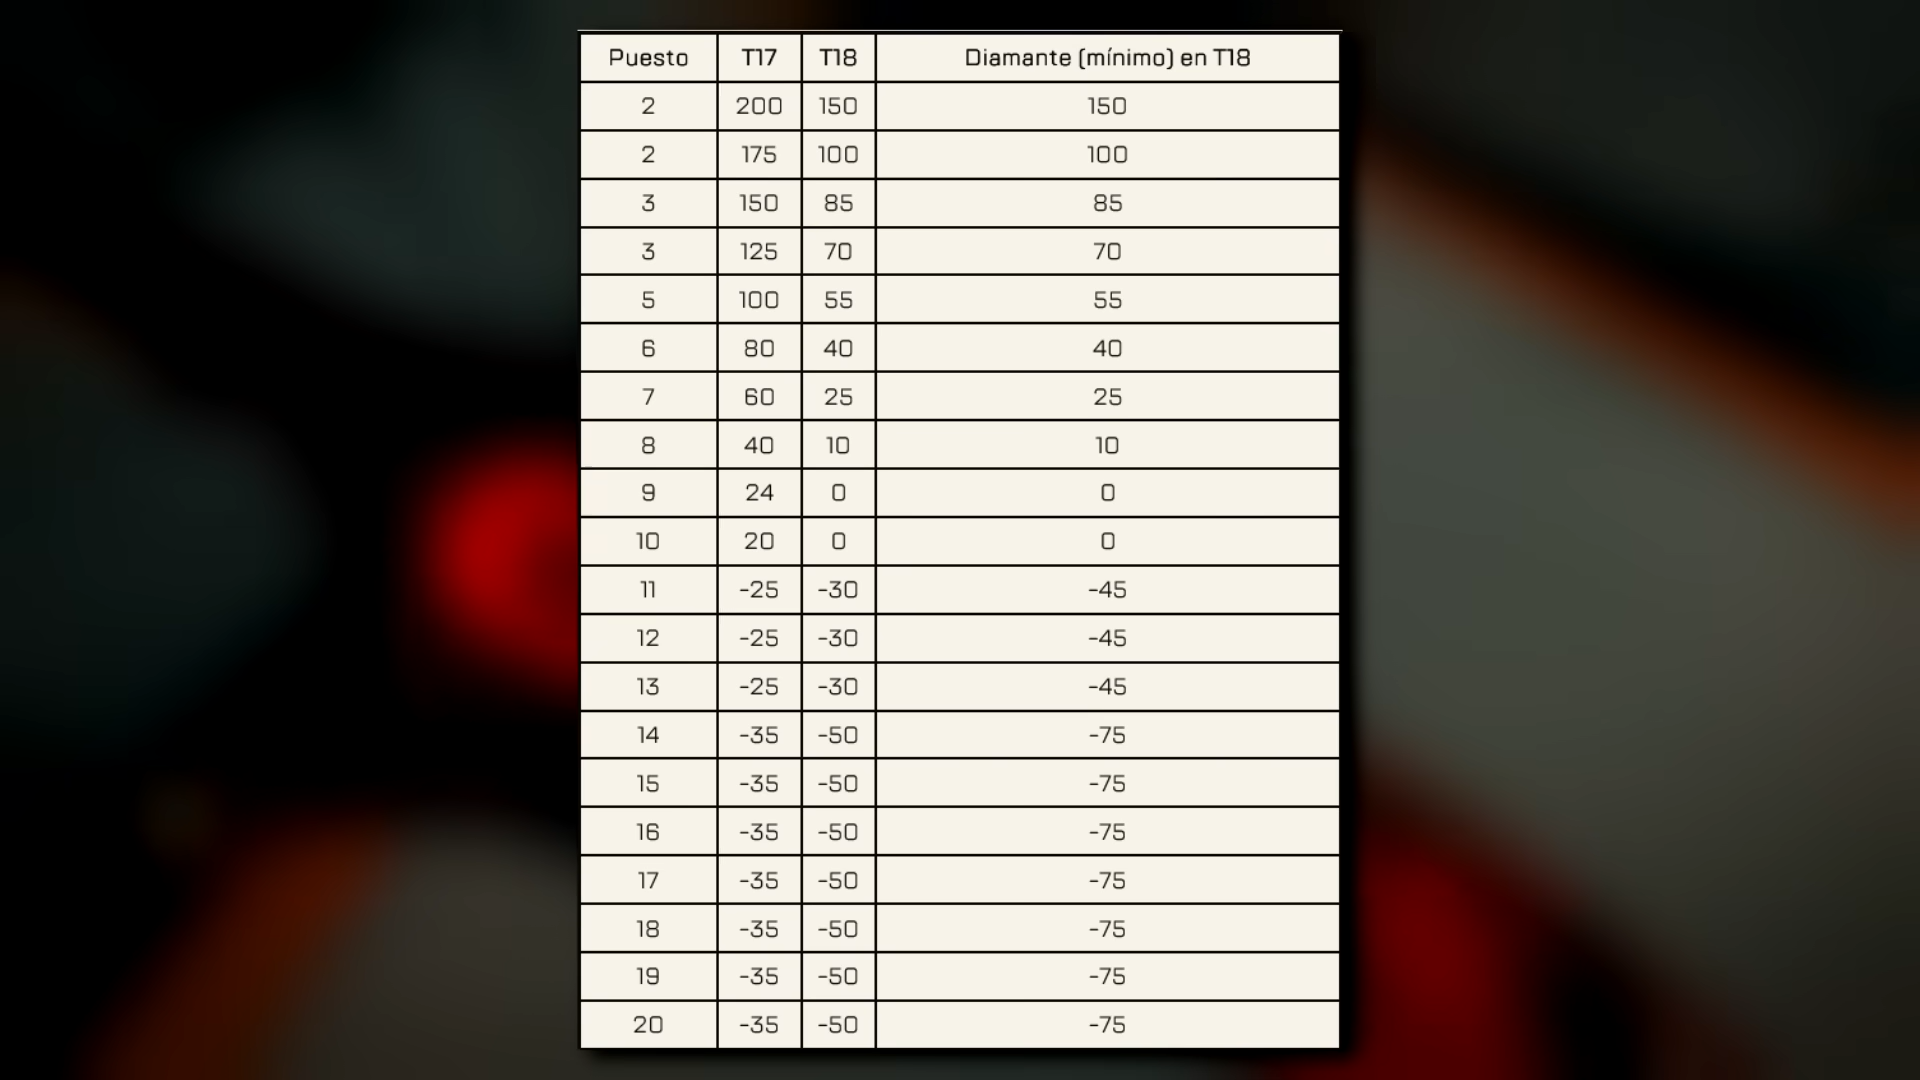 Puesto T17 T18 Diamante (mínimo) en T18
2 200 150 150
2 175 100 100
3 150 85 85
3 125 70 70
5 100 55 55
6 80 40 40
7 60 25 25
8 40 10 10
9 24 0 0
10 20 0 0
11 -25 -30 -45
12 -25 -30 -45
13 -25 -30 -45
14 -35 -50 -75
15 -35 -50 -75
16 -35 -50 -75
17 -35 -50 -75
18 -35 -50 -75
19 -35 -50 -75
20 -35 -50 -75